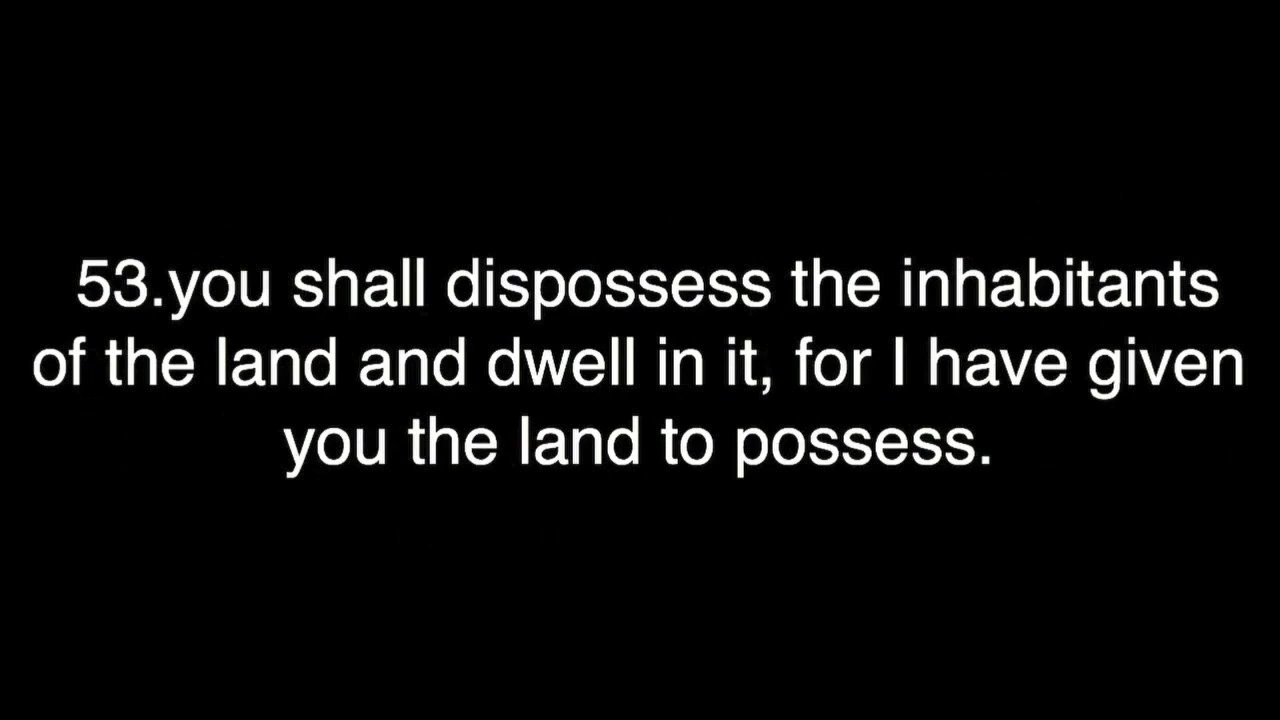 53.you shall dispossess the inhabitants
of the land and dwell in it, for I have given
you the land to possess.